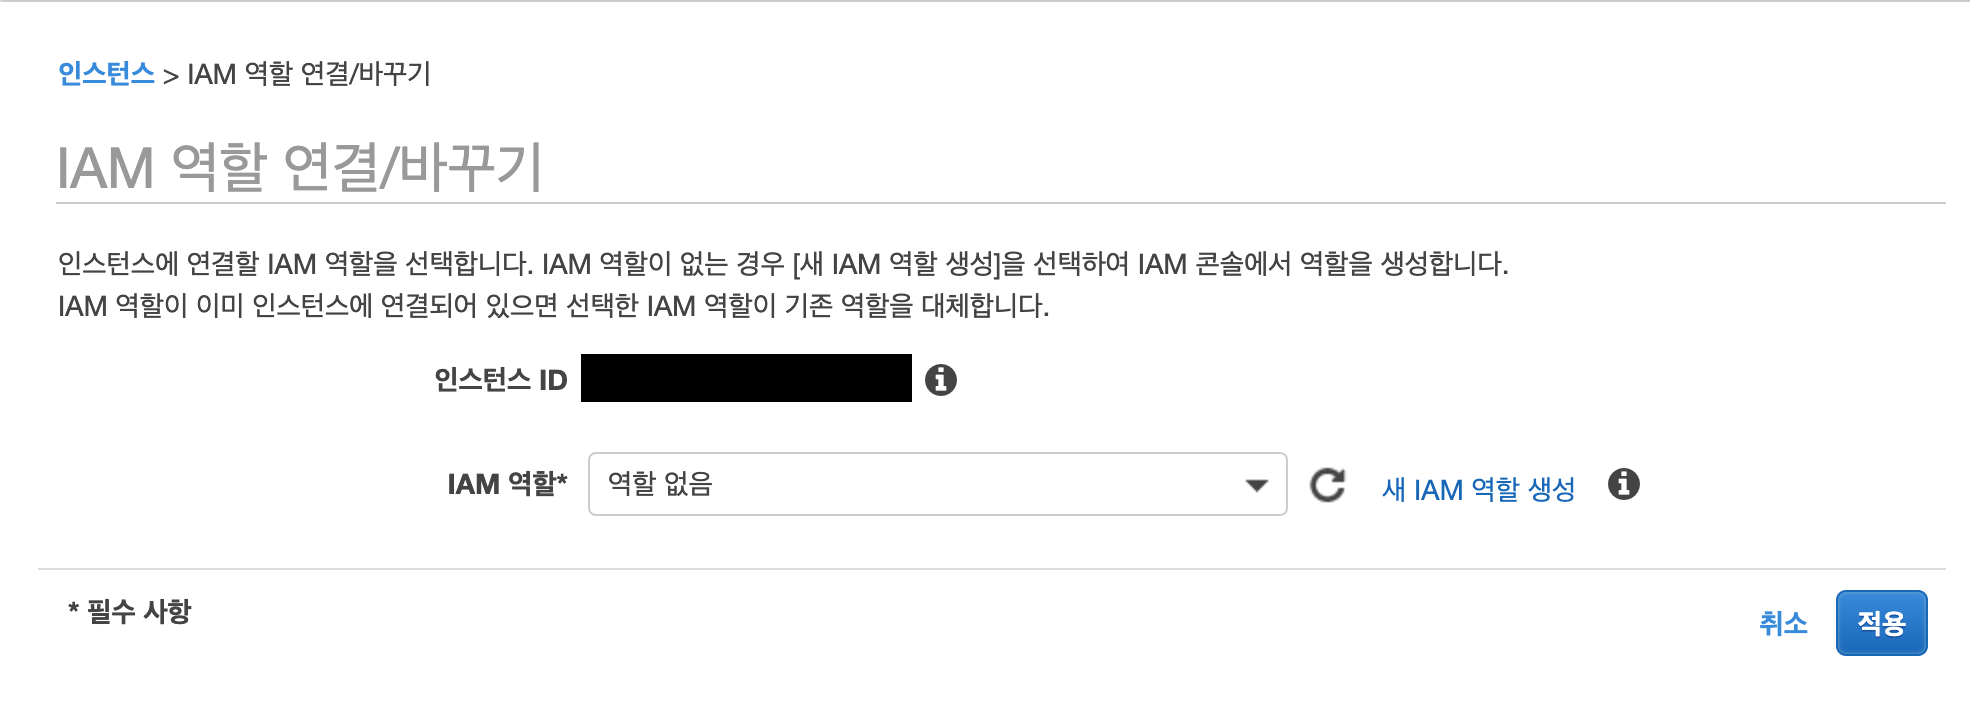 인스턴스 > IAM 역할 연결/바꾸기
IAM 역할 연결/바꾸기
인스턴스에 연결할 IAM 역할을 선택합니다. IAM 역할이 없는 경우 [새 IAM 역할 생성]을 선택하여 IAM 콘솔에서 역할을 생성합니다.
IAM 역할이 이미 인스턴스에 연결되어 있으면 선택한 IAM 역할이 기존 역할을 대체합니다.
인스턴스 ID
IAM 역할* 역할 없음 새 IAM 역할 생성
* 필수 사항
취소 적용